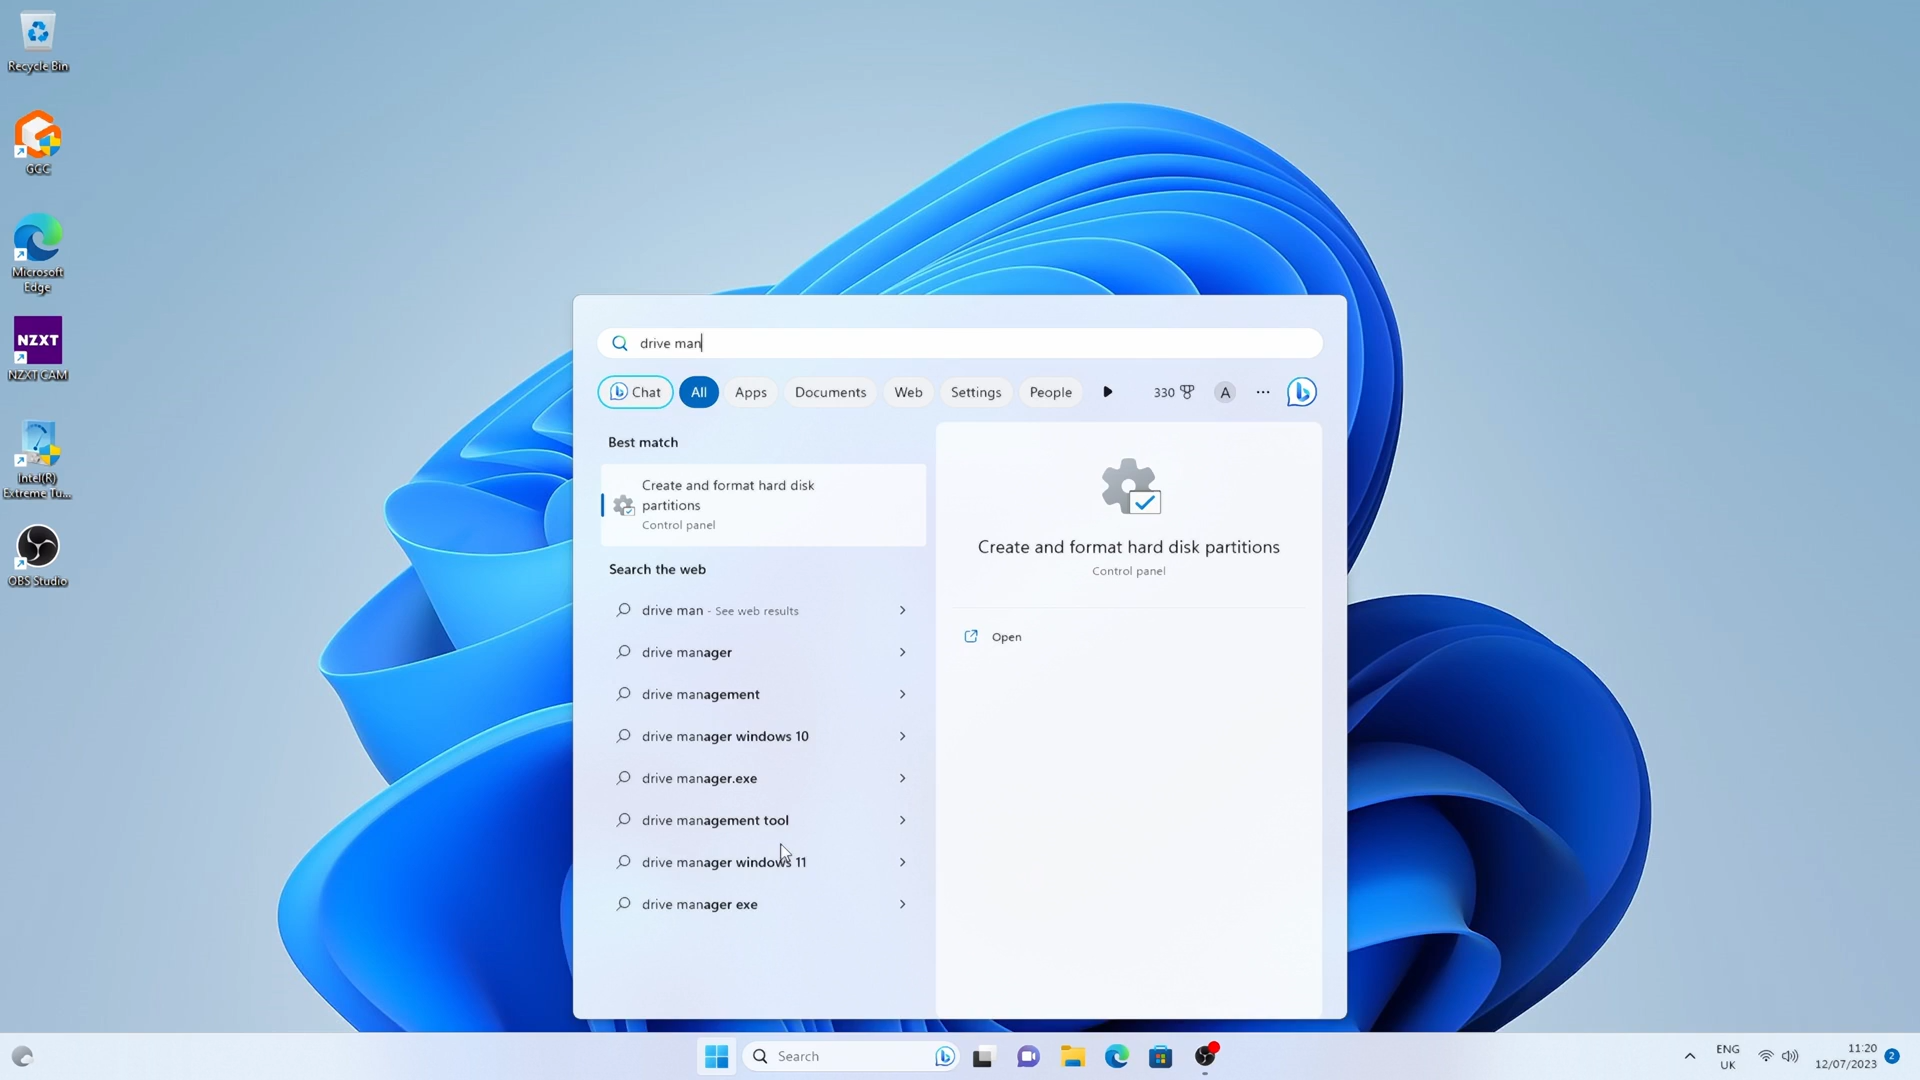 Recycle Bin
GCC
Microsoft
Edge
NZXT
NZXT CAM
Intel(R)
Extreme Tu...
OBS Studio
drive man
Chat
All
Apps
Documents
Web
Settings
People
330
A
Best match
Create and format hard disk
partitions
Control panel
Search the web
drive man - See web results
drive manager
drive management
drive manager windows 10
drive manager.exe
drive management tool
drive manager windows 11
drive manager exe
Create and format hard disk partitions
Control panel
Open
Search
ENG
UK
11:20
12/07/2023
2